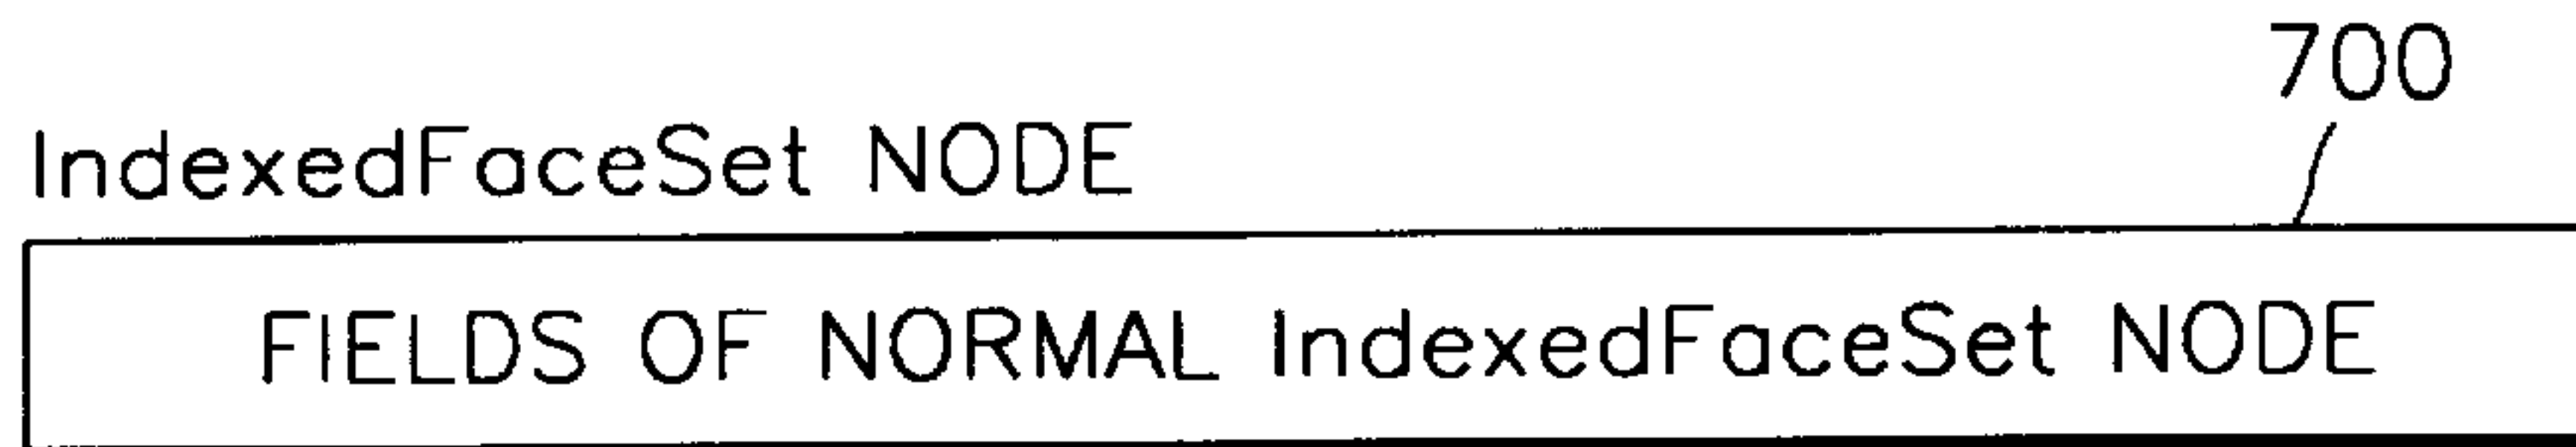 700
IndexedFaceSet NODE
FIELDS OF NORMAL IndexedFaceSet NODE